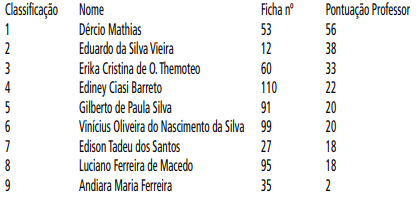 Classificação Nome Ficha nº Pontuação Professor
1 Dércio Mathias 53 56
2 Eduardo da Silva Vieira 12 38
3 Erika Cristina de O. Themoteo 60 33
4 Ediney Ciasi Barreto 110 22
5 Gilberto de Paula Silva 91 20
6 Vinícius Oliveira do Nascimento da Silva 99 20
7 Edison Tadeu dos Santos 27 18
8 Luciano Ferreira de Macedo 95 18
9 Andiara Maria Ferreira 35 2